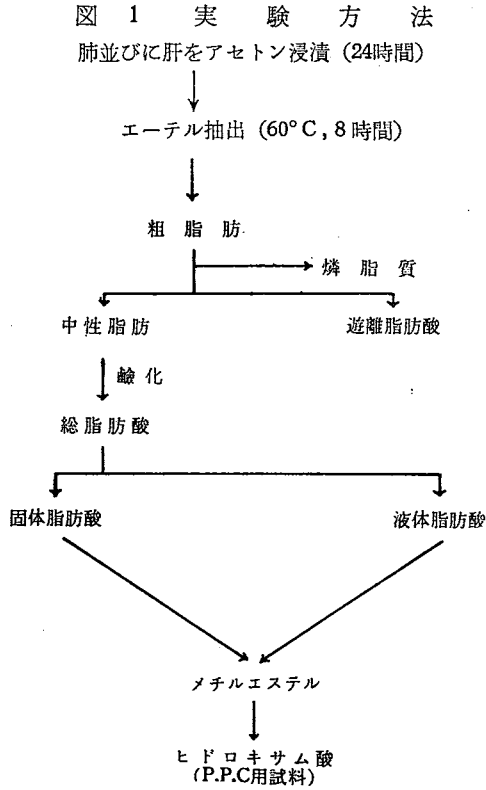 図 1 実験方法
肺並びに肝をアセトン浸漬 (24時間)
エーテル抽出 (60°C, 8時間)
粗脂肪
燐脂質
中性脂肪 遊離脂肪酸
鹼化
総脂肪酸
固体脂肪酸 液体脂肪酸
メチルエステル
ヒドロキサム酸
(P.P.C用試料)